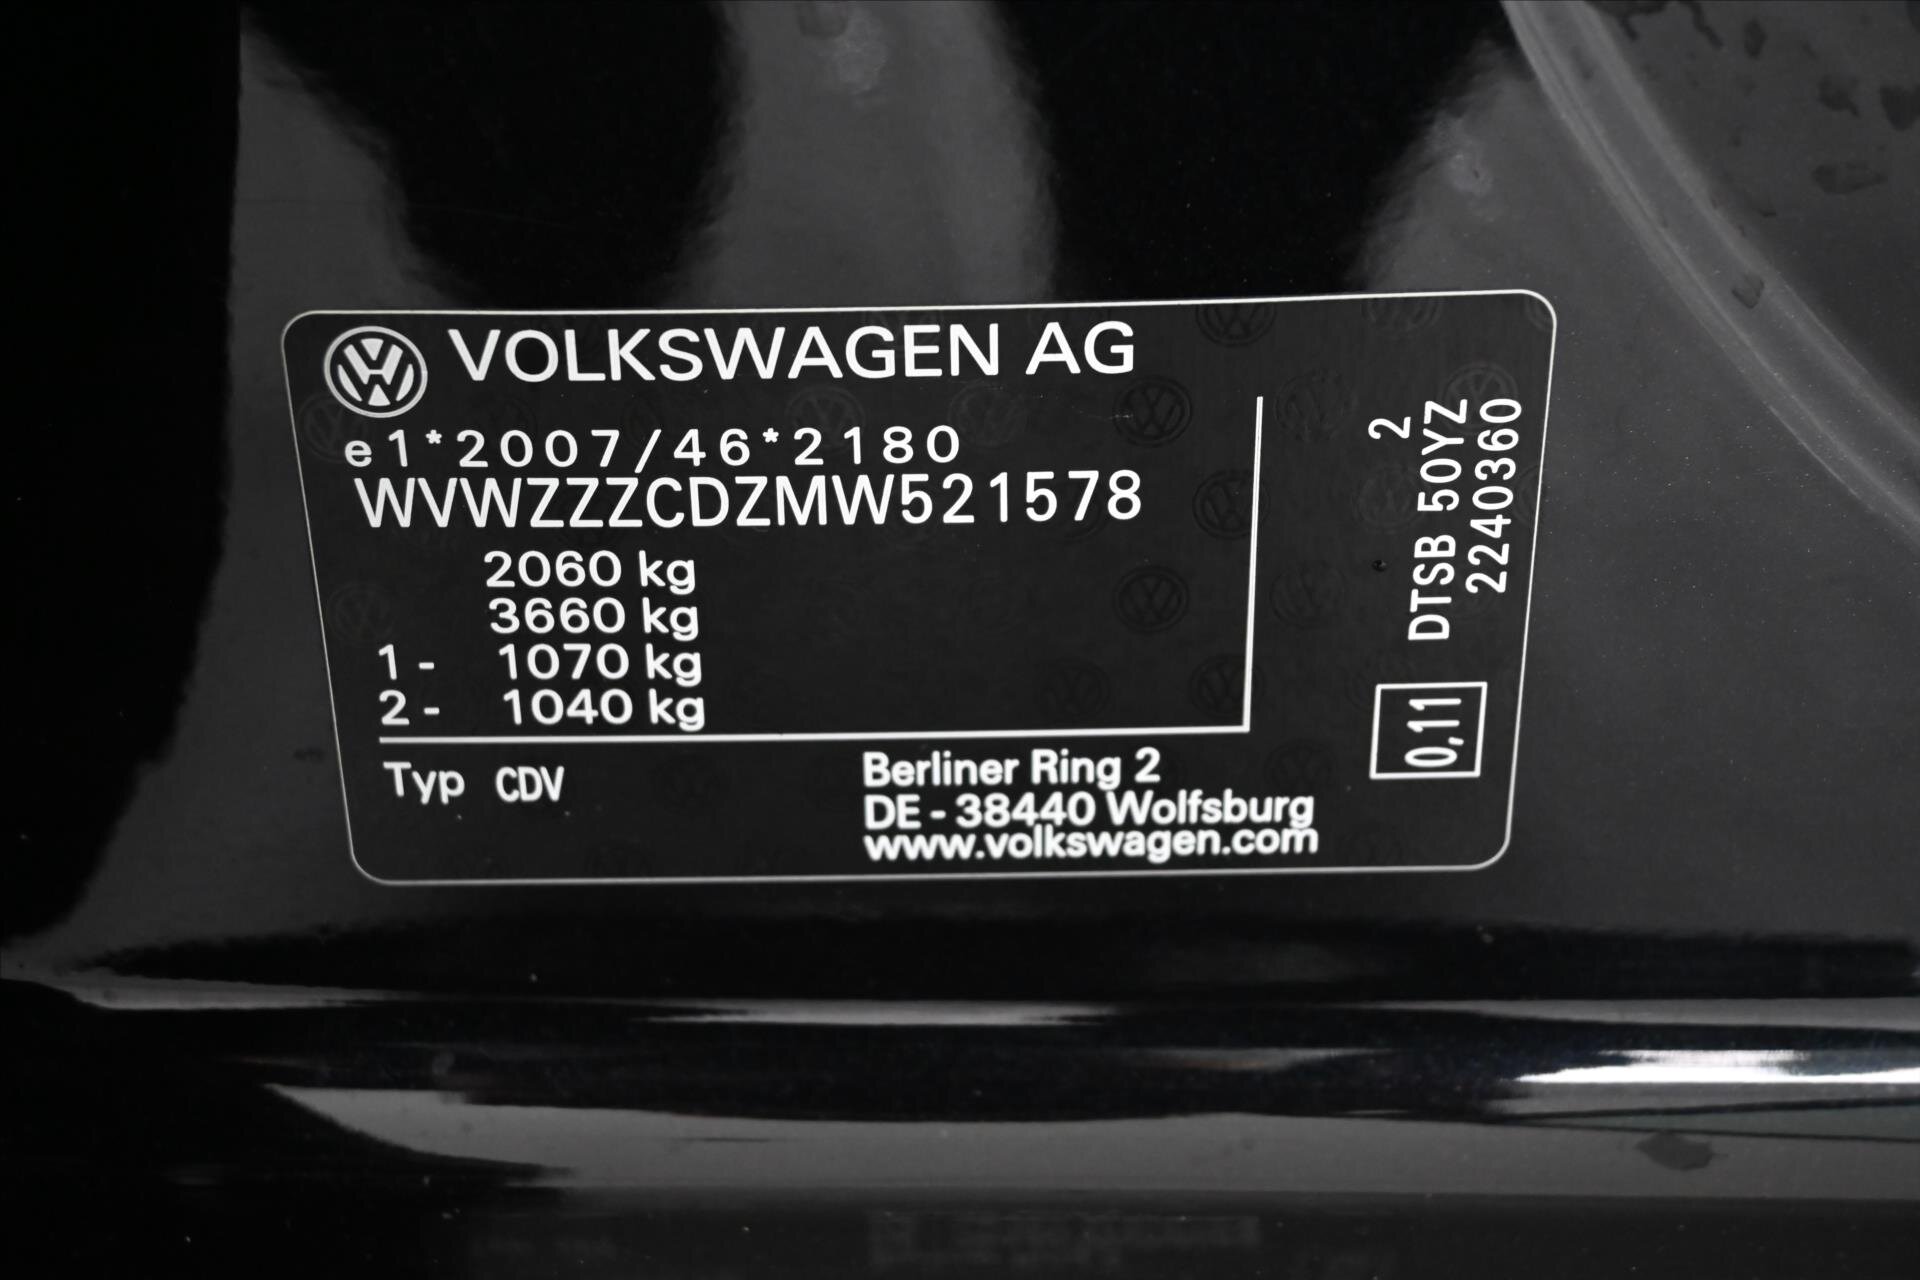 VOLKSWAGEN AG
e1*2007/46*2180
WVWZZZCDZMW521578
2060 kg
3660 kg
1 - 1070 kg
2 - 1040 kg
Typ CDV
Berliner Ring 2
DE - 38440 Wolfsburg
www.volkswagen.com
2
DTSB 50YZ
2240360
0,11